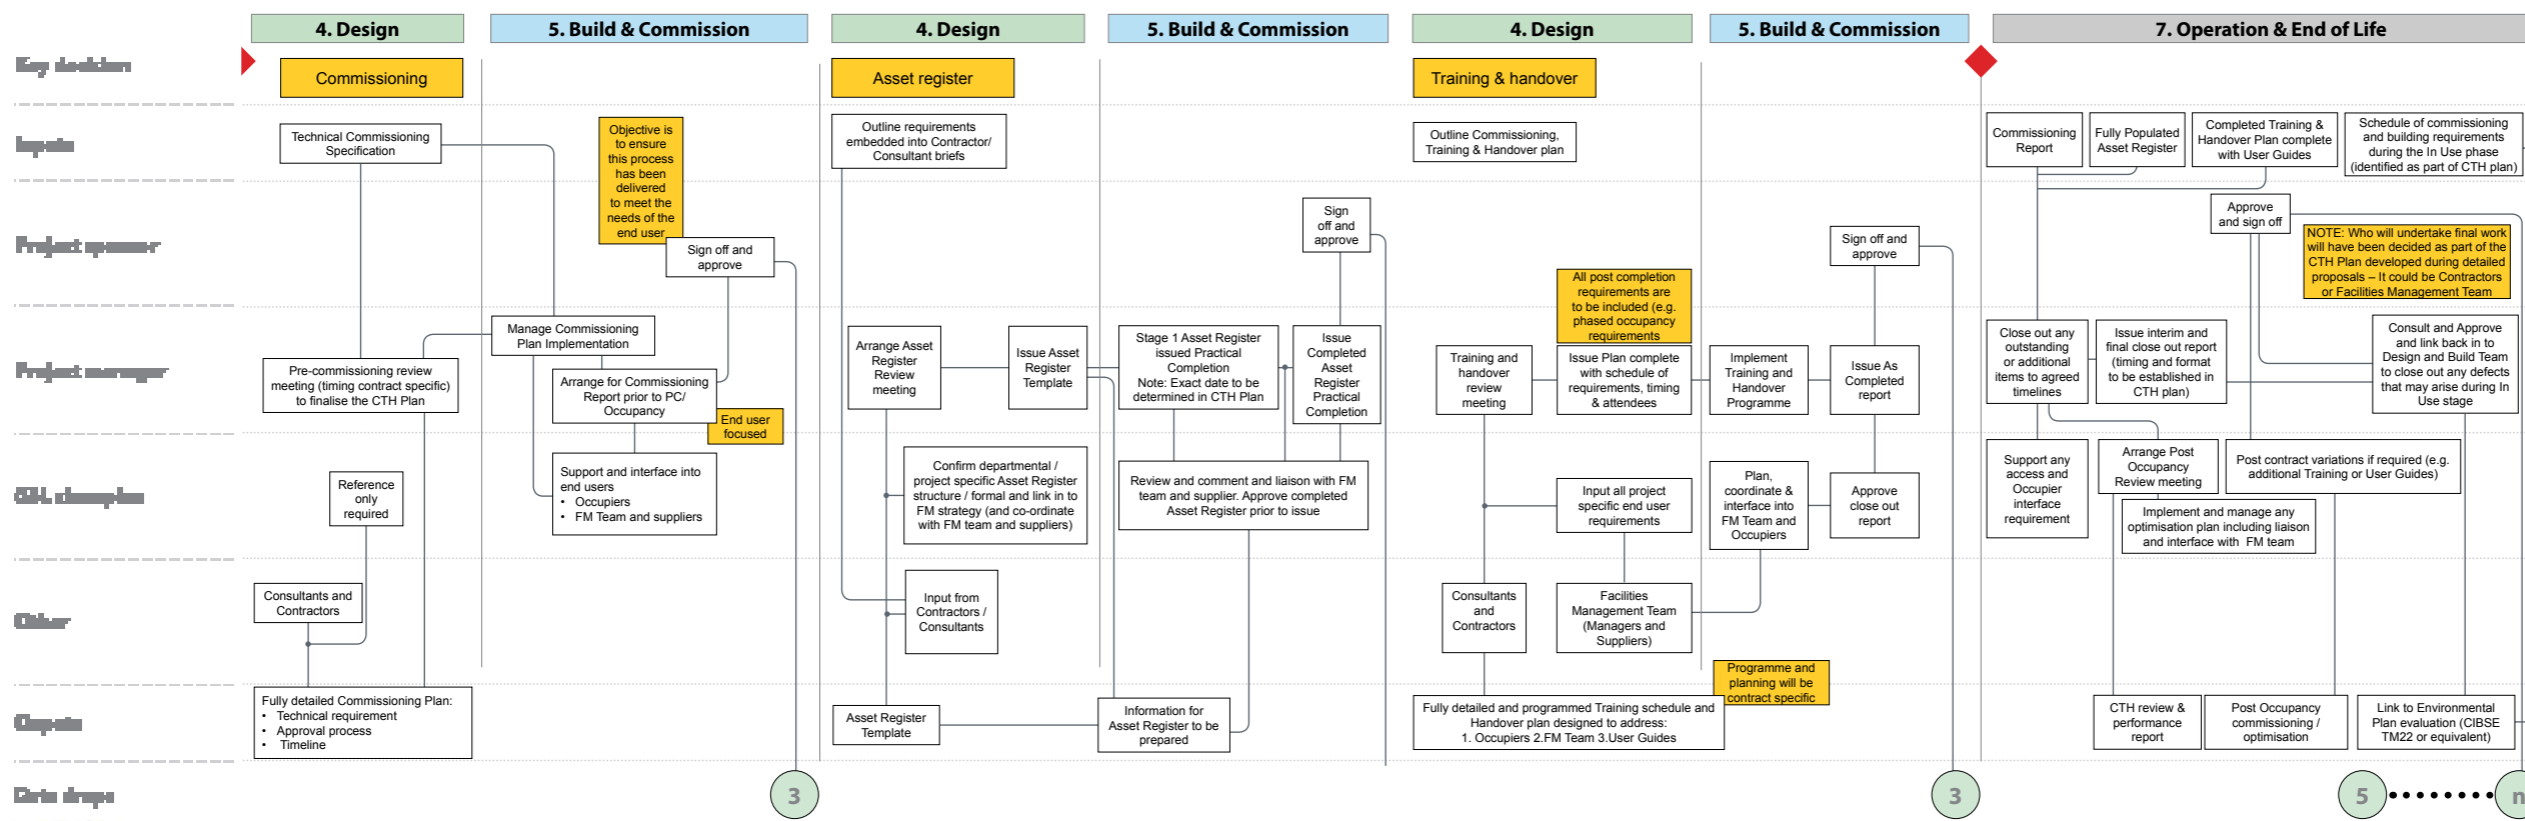 4. Design
5. Build & Commission
4. Design
5. Build & Commission
4. Design
5. Build & Commission
7. Operation & End of Life
Key decision
Commissioning
Asset register
Training & handover
Inputs
Technical Commissioning
Specification
Objective is
to ensure
this process
has been
delivered
to meet the
needs of the
end user
Outline requirements
embedded into Contractor/
Consultant briefs
Outline Commissioning,
Training & Handover plan
Commissioning
Report
Fully Populated
Asset Register
Completed Training &
Handover Plan complete
with User Guides
Schedule of commissioning
and building requirements
during the In Use phase
(identified as part of CTH plan)
Project sponsor
Sign off and
approve
Sign
off and
approve
Sign off and
approve
Approve
and sign off
NOTE: Who will undertake final work
will have been decided as part of the
CTH Plan developed during detailed
proposals – It could be Contractors
or Facilities Management Team
All post completion
requirements are
to be included (e.g.
phased occupancy
requirements
Project manager
Pre-commissioning review
meeting (timing contract specific)
to finalise the CTH Plan
Manage Commissioning
Plan Implementation
Arrange for Commissioning
Report prior to PC/
Occupancy
End user
focused
Arrange Asset
Register
Review
meeting
Issue Asset
Register
Template
Stage 1 Asset Register
issued Practical
Completion
Note: Exact date to be
determined in CTH Plan
Issue
Completed
Asset
Register
Practical
Completion
Training and
handover
review
meeting
Issue Plan complete
with schedule of
requirements, timing
& attendees
Implement
Training and
Handover
Programme
Issue As
Completed
report
Close out any
outstanding
or additional
items to agreed
timelines
Issue interim and
final close out report
(timing and format
to be established in
CTH plan)
Consult and Approve
and link back in to
Design and Build Team
to close out any defects
that may arise during In
Use stage
champion
Reference
only
required
Support and interface into
end users
• Occupiers
• FM Team and suppliers
Confirm departmental /
project specific Asset Register
structure / formal and link in to
FM strategy (and co-ordinate
with FM team and suppliers)
Review and comment and liaison with FM
team and supplier. Approve completed
Asset Register prior to issue
Input all project
specific end user
requirements
Plan,
coordinate &
interface into
FM Team and
Occupiers
Approve
close out
report
Support any
access and
Occupier
interface
requirement
Arrange Post
Occupancy
Review meeting
Post contract variations if required (e.g.
additional Training or User Guides)
Implement and manage any
optimisation plan including liaison
and interface with FM team
Other
Consultants and
Contractors
Input from
Contractors /
Consultants
Consultants
and
Contractors
Facilities
Management Team
(Managers and
Suppliers)
Programme and
planning will be
contract specific
Outputs
Fully detailed Commissioning Plan:
• Technical requirement
• Approval process
• Timeline
Asset Register
Template
Information for
Asset Register to be
prepared
Fully detailed and programmed Training schedule and
Handover plan designed to address:
1. Occupiers 2.FM Team 3.User Guides
CTH review &
performance
report
Post Occupancy
commissioning /
optimisation
Link to Environmental
Plan evaluation (CIBSE
TM22 or equivalent)
Data drops
3
3
5
n